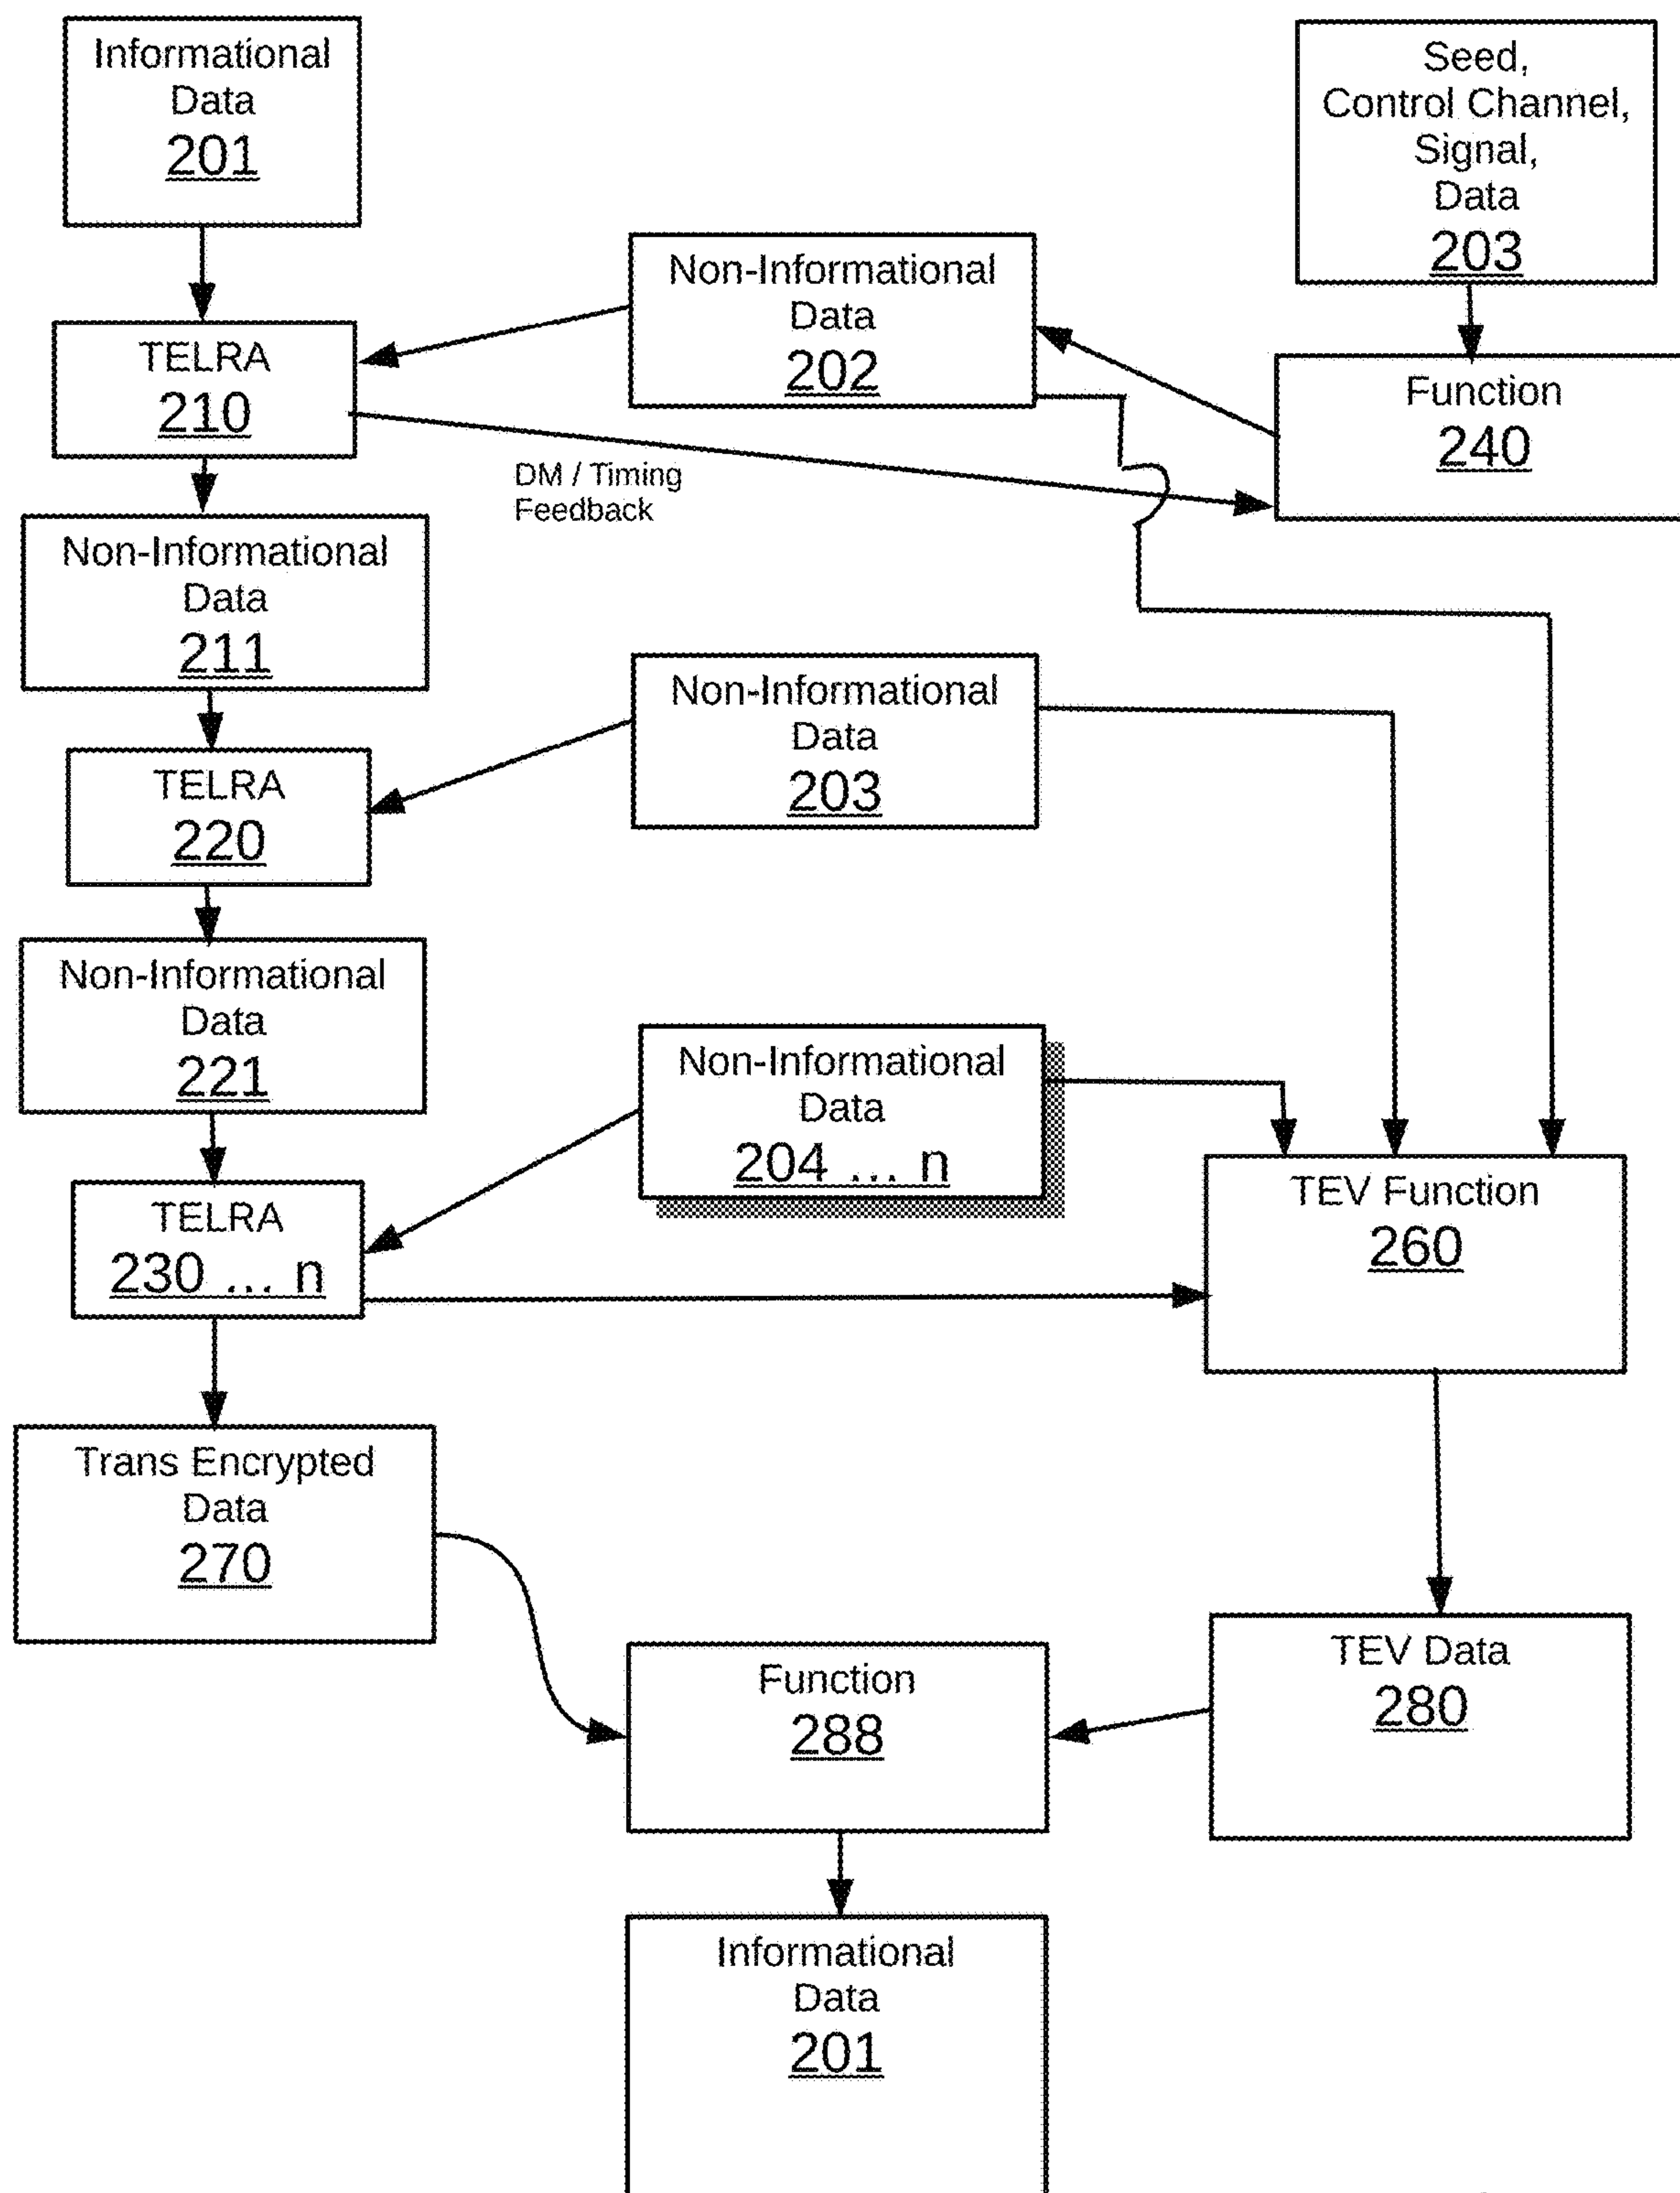 Informational
Data
201
Seed,
Control Channel,
Signal,
Data
203
Non-Informational
Data
202
TELRA
210
Function
240
DM / Timing
Feedback
Non-Informational
Data
211
Non-Informational
Data
203
TELRA
220
Non-Informational
Data
221
Non-Informational
Data
204 ... n
TELRA
230 ... n
TEV Function
260
Trans Encrypted
Data
270
Function
288
TEV Data
280
Informational
Data
201